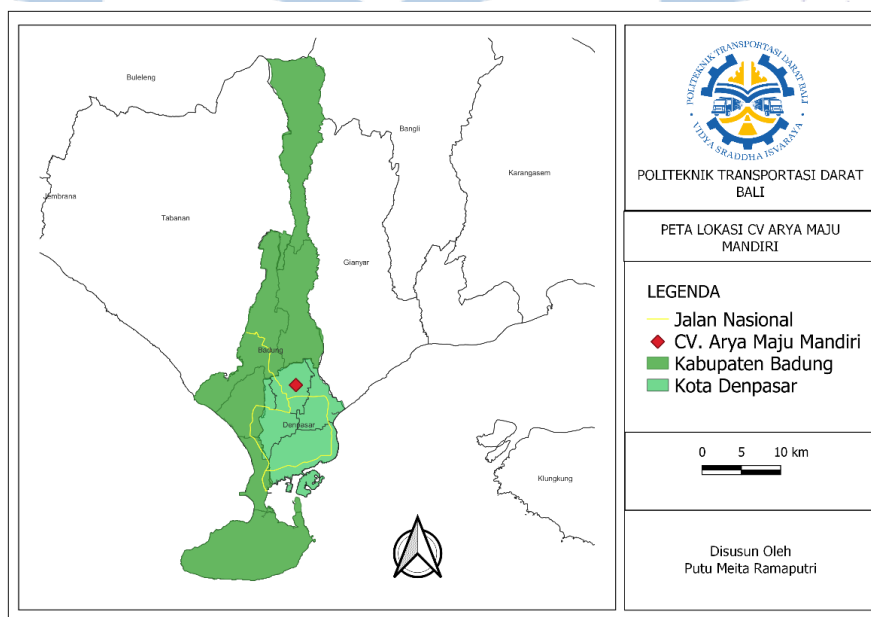 Buleleng
Bangli
Karangasem
Jembrana
Tabanan
Gianyar
Badung
Denpasar
Klungkung
POLITEKNIK TRANSPORTASI DARAT BALI
VIDYA SRADDHA ISVARAYA
POLITEKNIK TRANSPORTASI DARAT
BALI
PETA LOKASI CV ARYA MAJU
MANDIRI
LEGENDA
Jalan Nasional
CV. Arya Maju Mandiri
Kabupaten Badung
Kota Denpasar
0 5 10 km
Disusun Oleh
Putu Meita Ramaputri